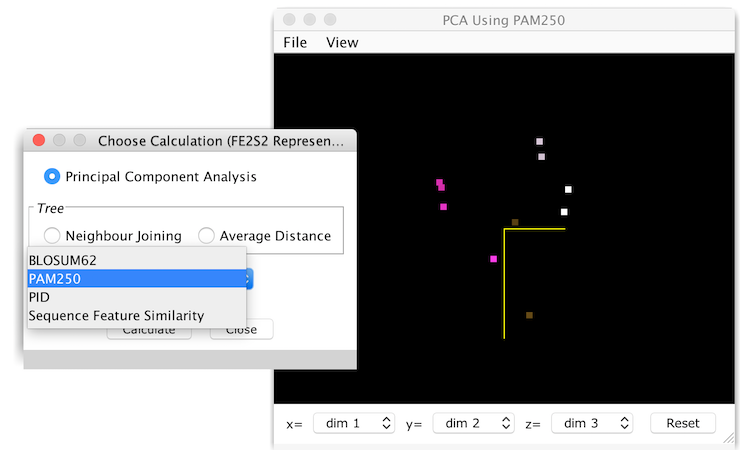 PCA Using PAM250
File View
Choose Calculation (FE2S2 Represen...
Principal Component Analysis
Tree
Neighbour Joining Average Distance
BLOSUM62
PAM250
PID
Sequence Feature Similarity
Calculate Close
x= dim 1 y= dim 2 z= dim 3 Reset